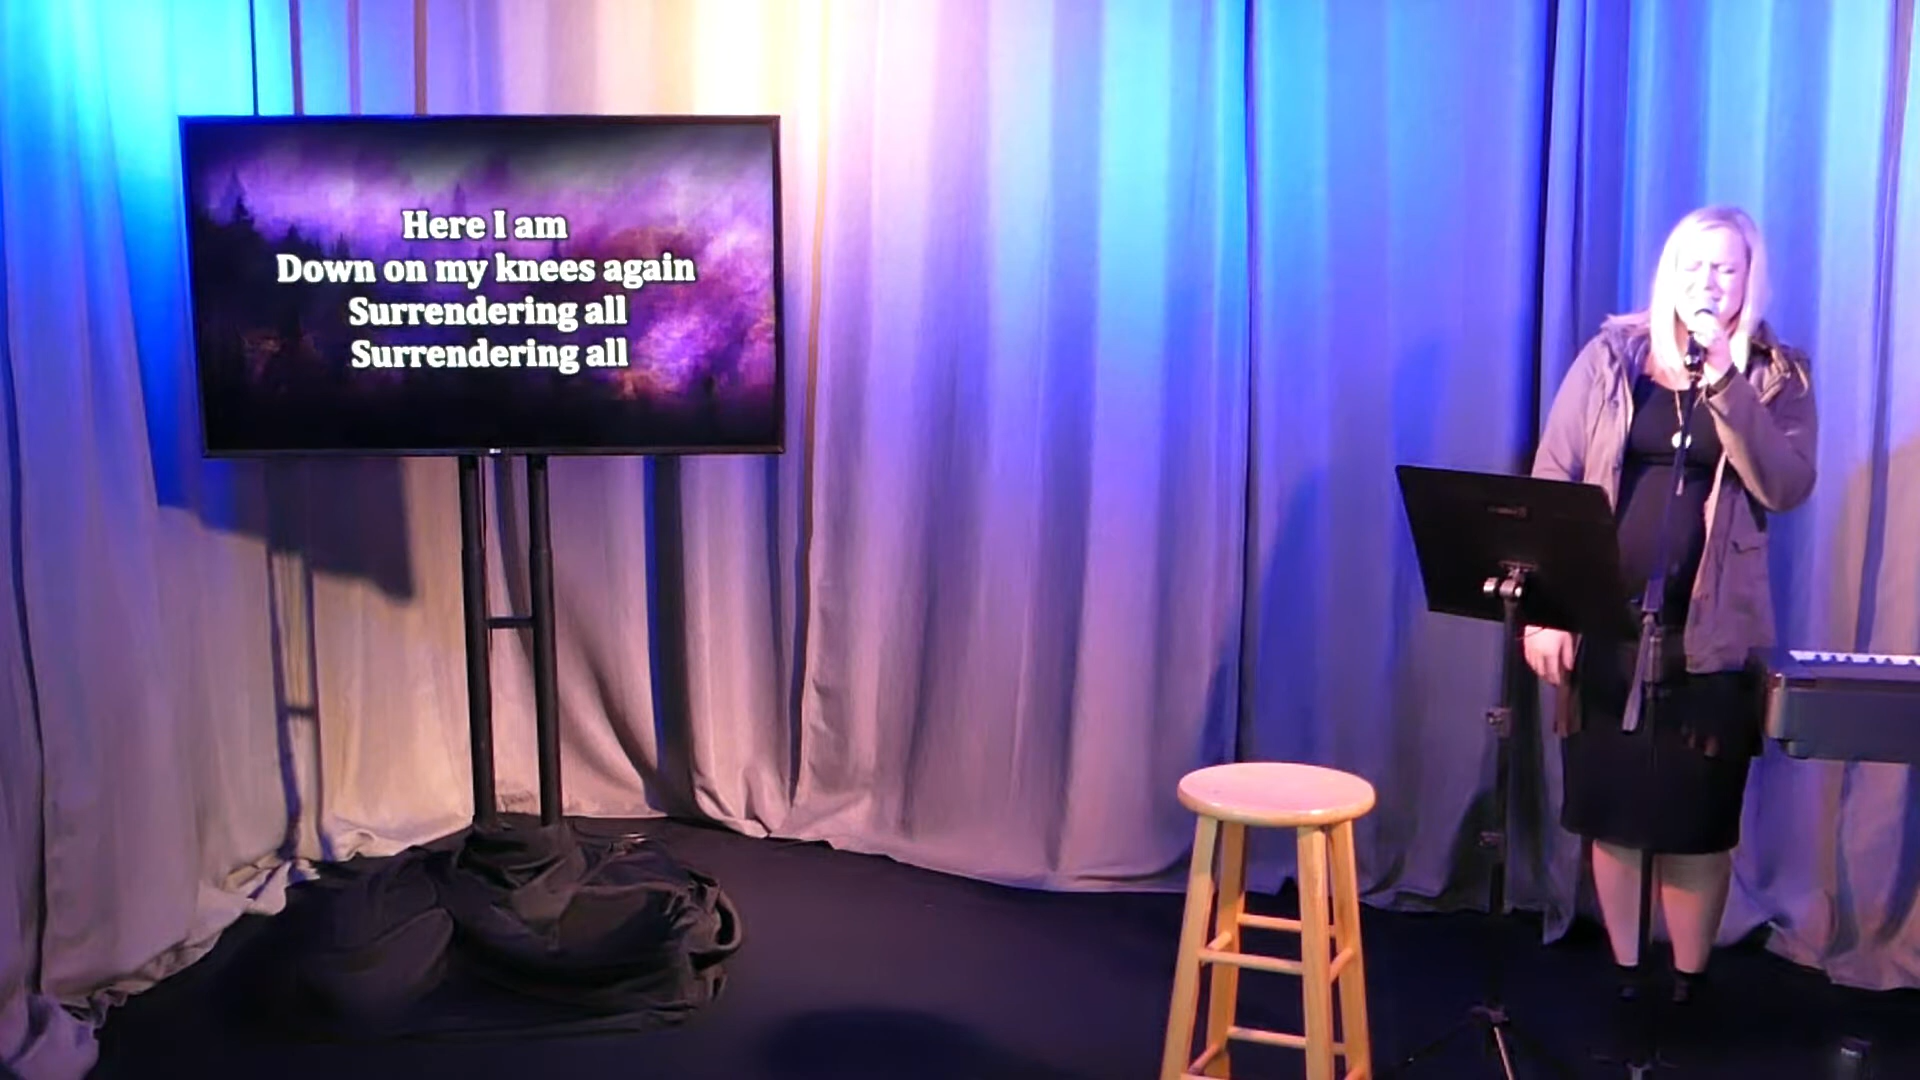 Here I am
Down on my knees again
Surrendering all
Surrendering all